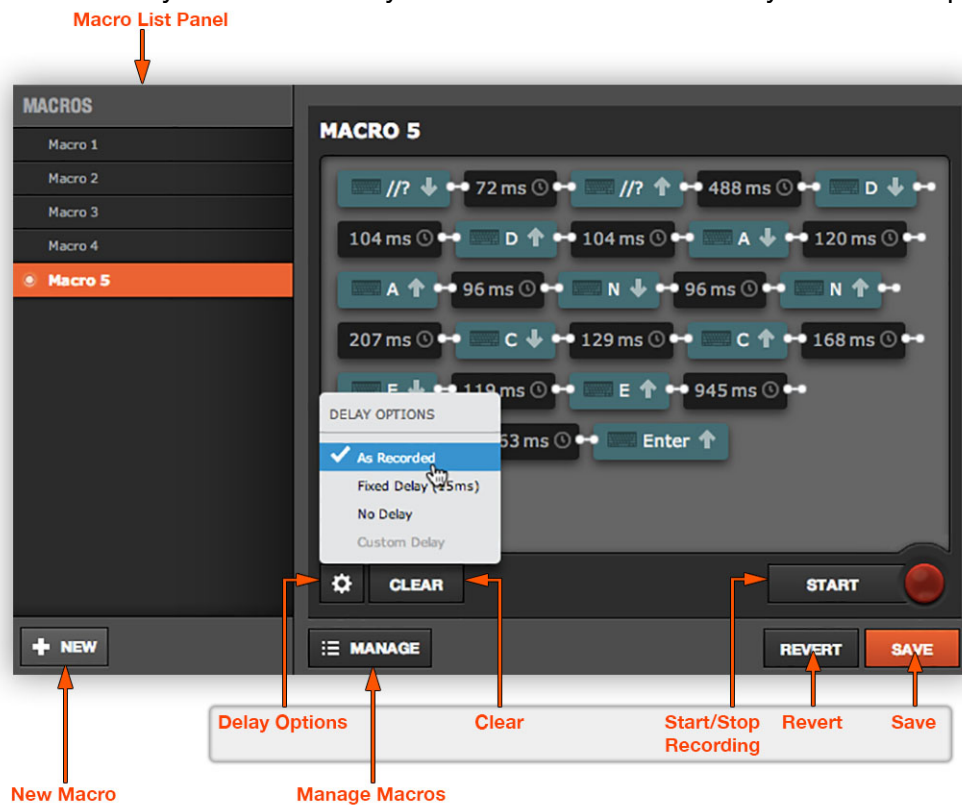 Macro List Panel
MACROS
Macro 1
Macro 2
Macro 3
Macro 4
Macro 5
MACRO 5
//? 72 ms //? 488 ms D
104 ms D 104 ms A 120 ms
A 96 ms N 96 ms N
207 ms C 129 ms C 168 ms
E 119 ms E 945 ms
63 ms Enter
DELAY OPTIONS
As Recorded
Fixed Delay (25ms)
No Delay
Custom Delay
CLEAR
START
+ NEW
MANAGE
REVERT
SAVE
Delay Options
Clear
Start/Stop
Recording
Revert
Save
New Macro
Manage Macros